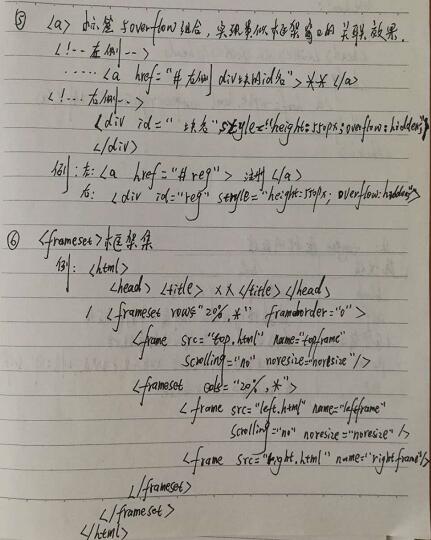 ⑤ <a>标签与overflow组合,实现类似框架窗口的关联效果.
<!-- 左侧-->
······<a href="#右侧div块的id名">**</a>
<!-- 右侧-->
<div id=" 块名" style="height:550px;overflow:hidden;">
</div>
例:左:<a href="#reg">注册</a>
右:<div id="reg" style="height:550px; overflow:hidden;">
⑥ <frameset>框架集
例:<html>
<head><title>××</title></head>
<frameset rows="20%,*" frameborder="0">
<frame src="top.html" name="topframe"
scrolling="no" noresize="noresize"/>
<frameset cols="20%,*">
<frame src="left.html" name="leftframe"
scrolling="no" noresize="noresize"/>
<frame src="right.html" name="rightframe"/>
</frameset>
</frameset>
</html>